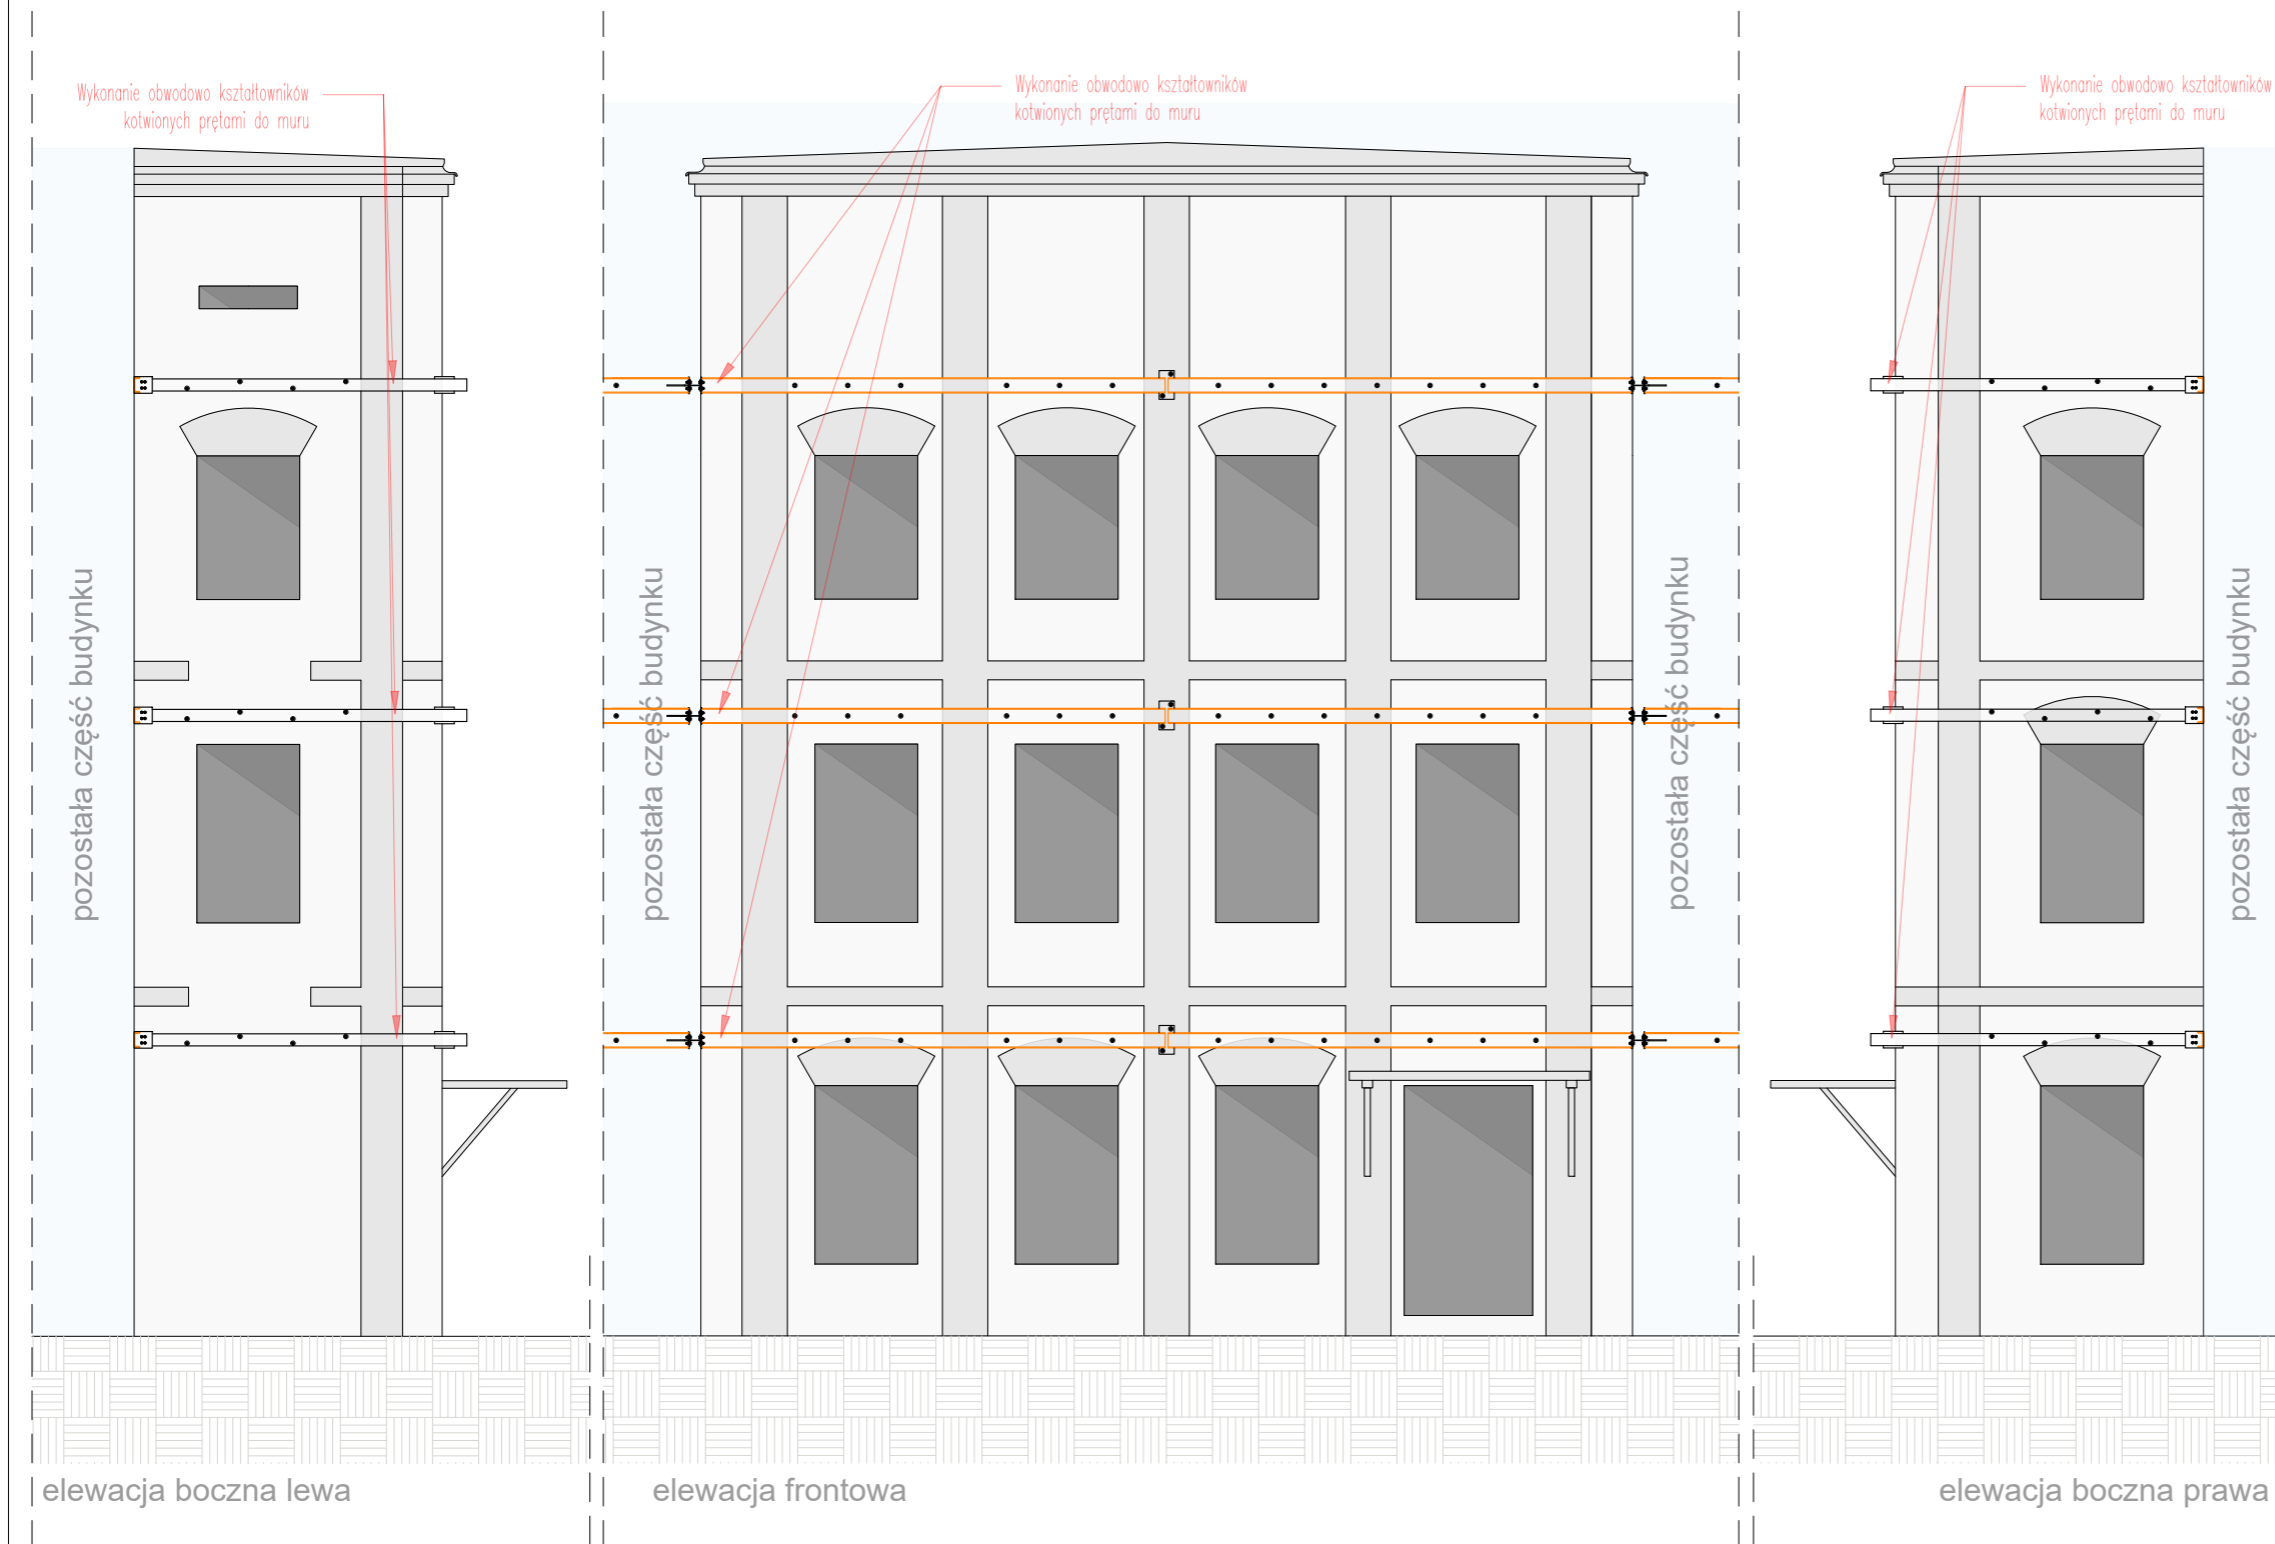 Wykonanie obwodowo kształtowników
kotwionych prętami do muru
Wykonanie obwodowo kształtowników
kotwionych prętami do muru
Wykonanie obwodowo kształtowników
kotwionych prętami do muru
pozostała część budynku
pozostała część budynku
pozostała część budynku
pozostała część budynku
elewacja boczna lewa
elewacja frontowa
elewacja boczna prawa